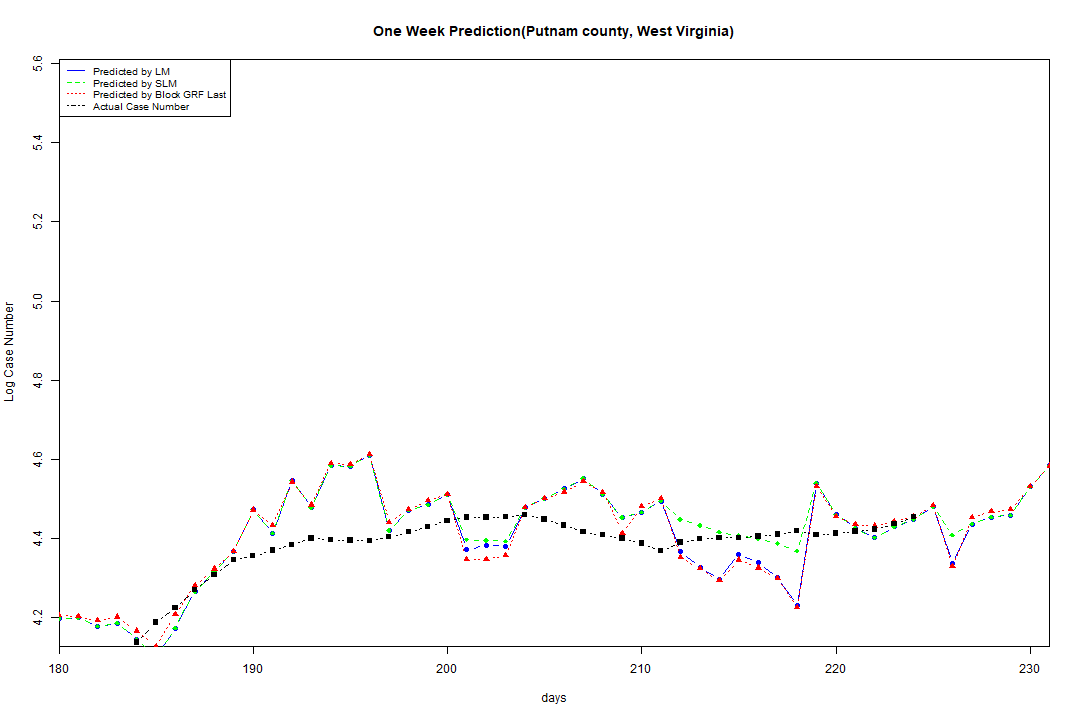 One Week Prediction(Putnam county, West Virginia)
Predicted by LM
Predicted by SLM
Predicted by Block GRF Last
Actual Case Number
5.6
5.4
5.2
5.0
4.8
4.6
4.4
4.2
Log Case Number
180 190 200 210 220 230
days